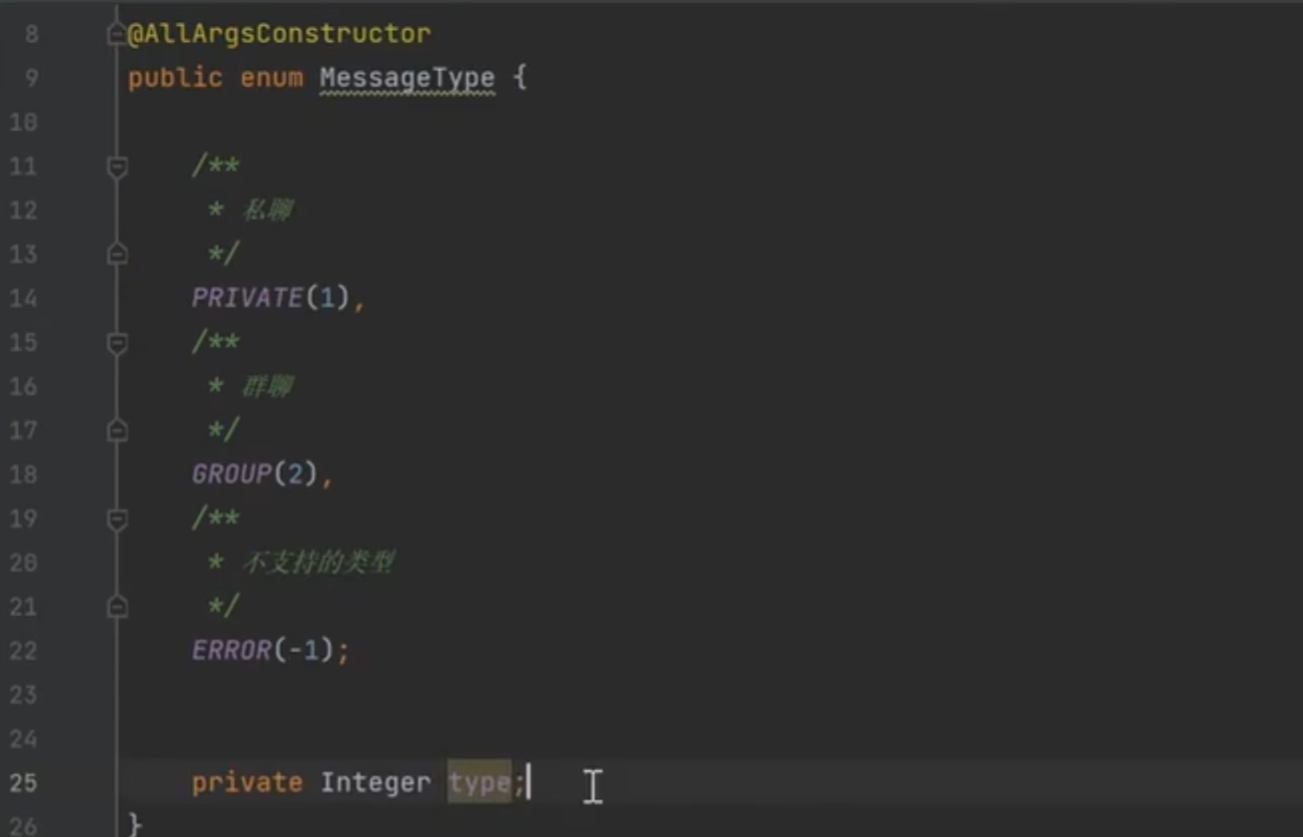 8 @AllArgsConstructor
9 public enum MessageType {
10
11 /**
12 * 私聊
13 */
14 PRIVATE(1),
15 /**
16 * 群聊
17 */
18 GROUP(2),
19 /**
20 * 不支持的类型
21 */
22 ERROR(-1);
23
24
25 private Integer type;
26 }